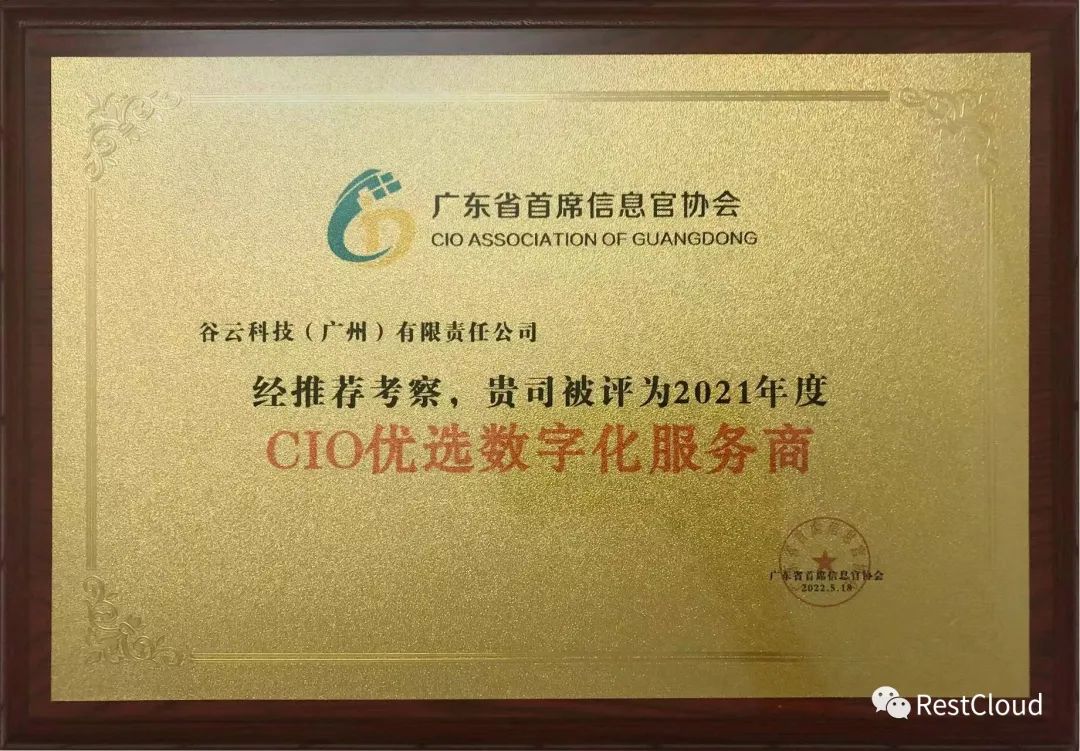 广东省首席信息官协会
CIO ASSOCIATION OF GUANGDONG
谷云科技（广州）有限责任公司
经推荐考察，贵司被评为2021年度
CIO优选数字化服务商
广东省首席信息官协会
2022.5.18
RestCloud